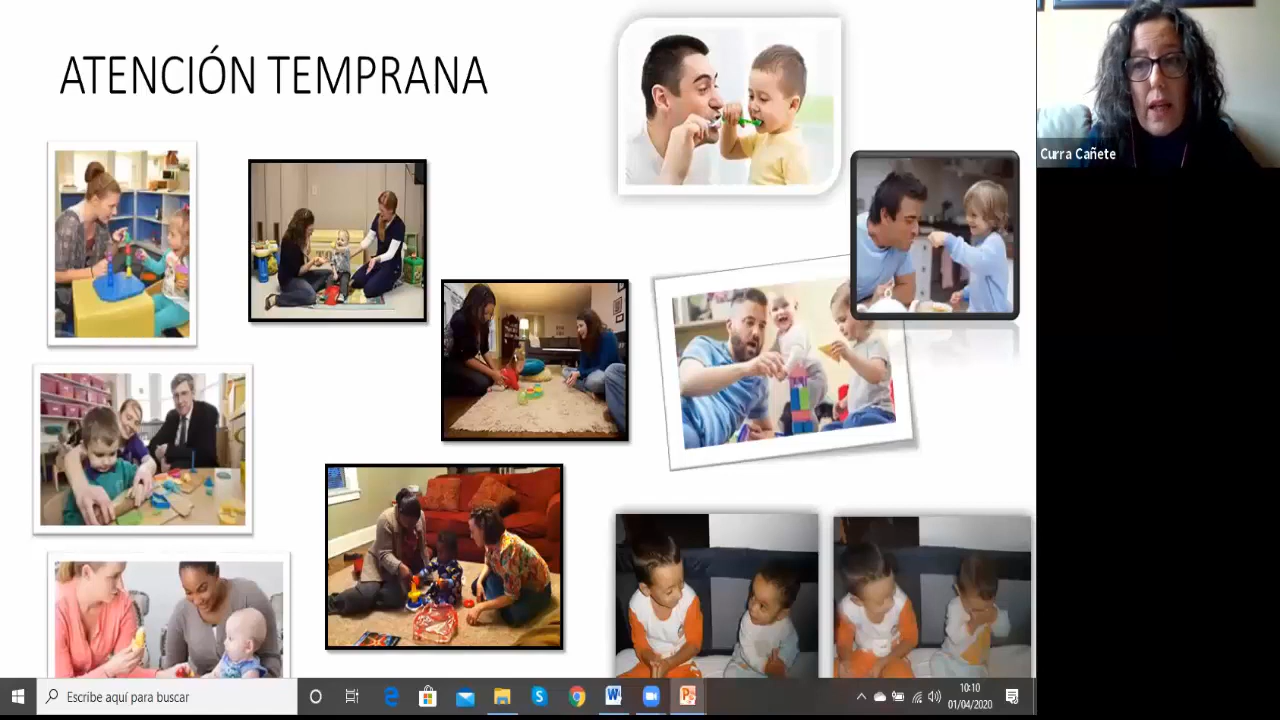 ATENCIÓN TEMPRANA
Curra Cañete
Escribe aquí para buscar
10:10
01/04/2020